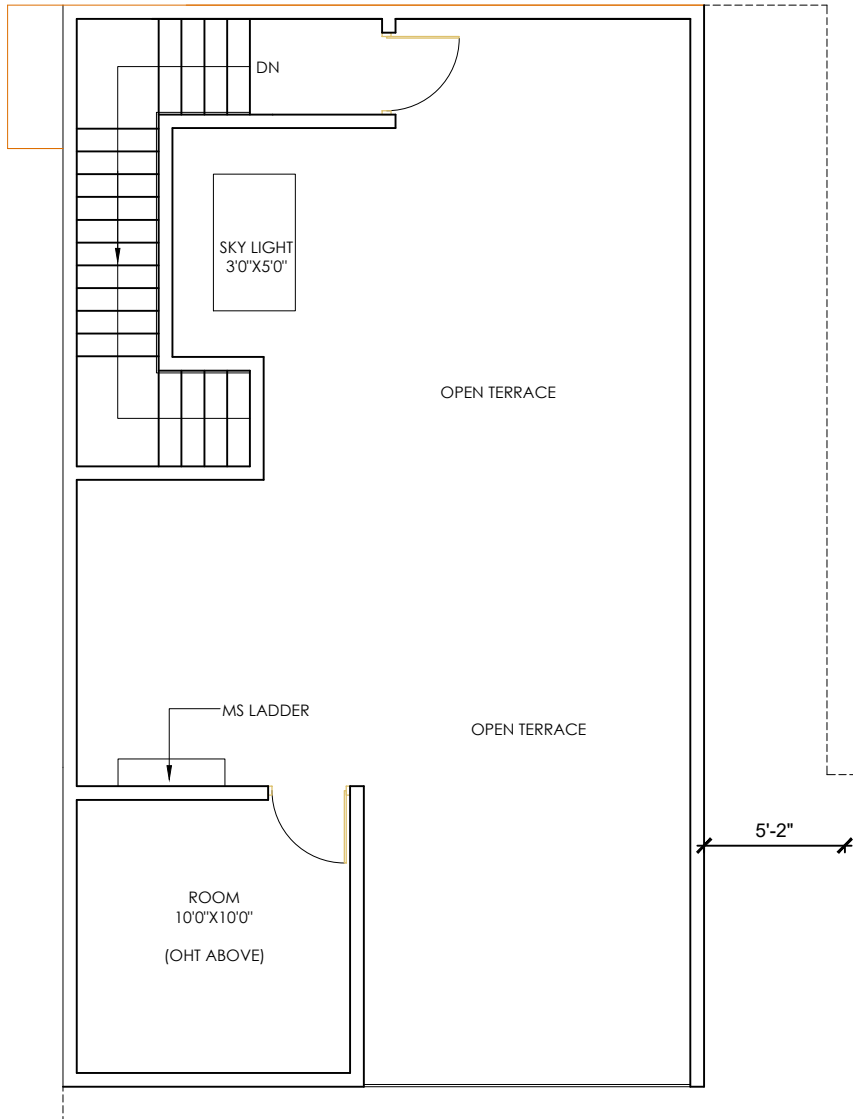 DN
SKY LIGHT
3'0"X5'0"
OPEN TERRACE
MS LADDER
OPEN TERRACE
5'-2"
ROOM
10'0"X10'0"
(OHT ABOVE)